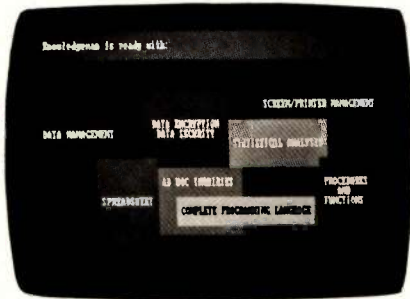 Knowledgeman is ready with:
SCREEN/PRINTER MANAGEMENT
DATA MANAGEMENT
DATA ENCRYPTION
DATA SECURITY
STATISTICAL ANALYSIS
AD HOC INQUIRIES
PROCEDURES
AND
FUNCTIONS
SPREADSHEET
COMPLETE PROGRAMMING LANGUAGE